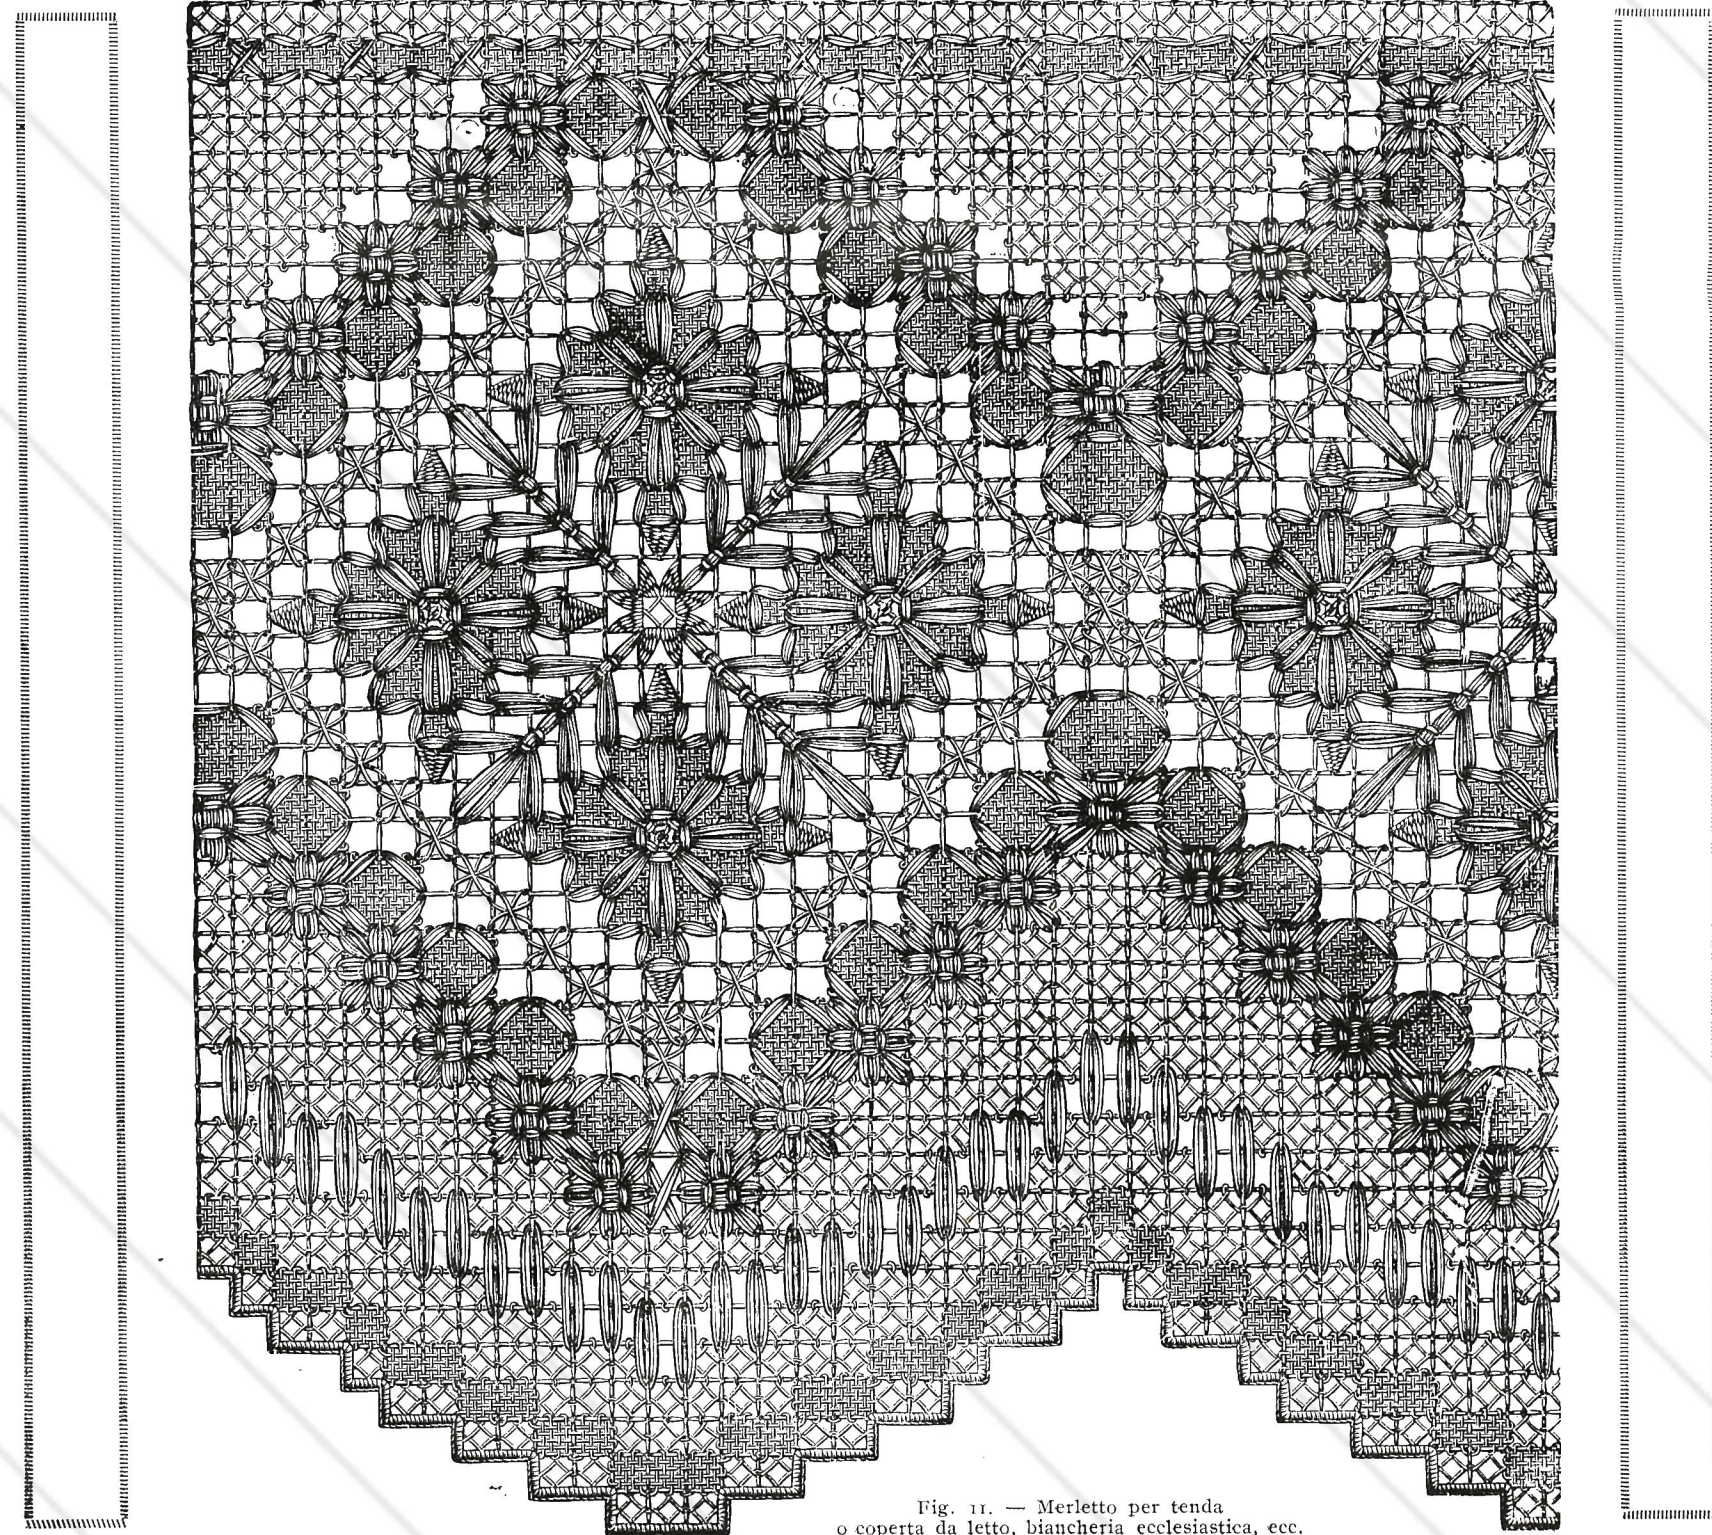 Fig. 11. — Merletto per tenda
o coperta da letto, biancheria ecclesiastica, ecc.